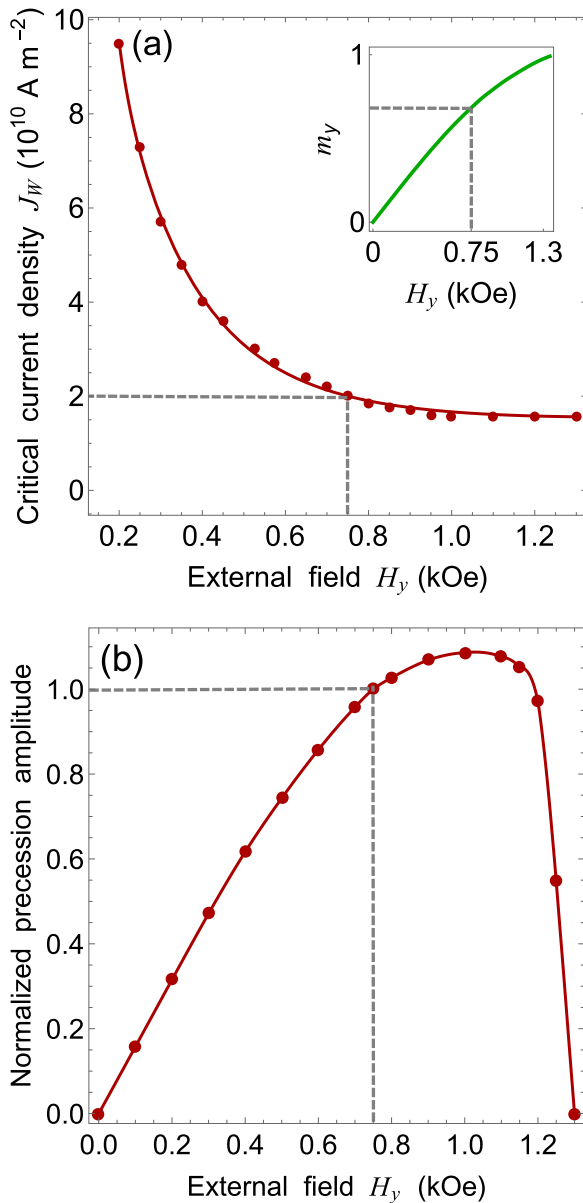 (a)
10
8
6
4
2
0
Critical current density J_W (10^10 A m^-2)
0.2 0.4 0.6 0.8 1.0 1.2
External field H_y (kOe)
1
0
m_y
0 0.75 1.3
H_y (kOe)
(b)
1.0
0.8
0.6
0.4
0.2
0.0
Normalized precession amplitude
0.0 0.2 0.4 0.6 0.8 1.0 1.2
External field H_y (kOe)